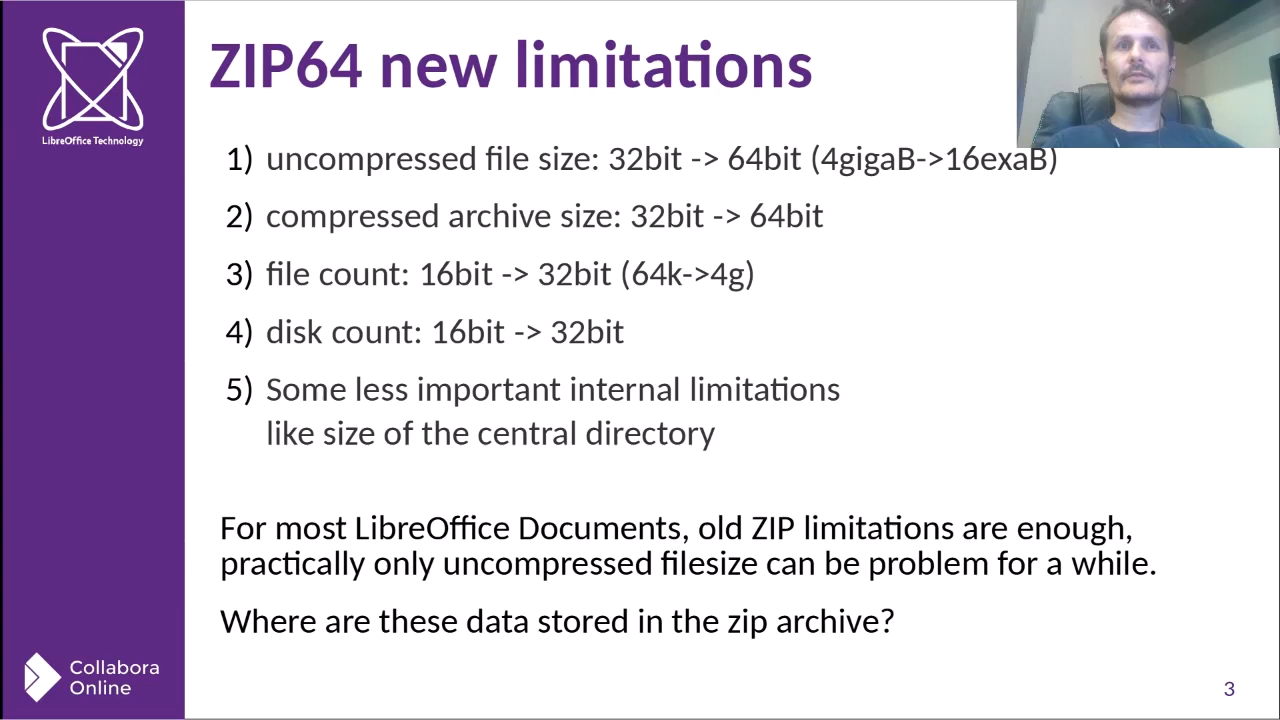 ZIP64 new limitations
LibreOffice Technology
1) uncompressed file size: 32bit -> 64bit (4gigaB->16exaB)
2) compressed archive size: 32bit -> 64bit
3) file count: 16bit -> 32bit (64k->4g)
4) disk count: 16bit -> 32bit
5) Some less important internal limitations
like size of the central directory
For most LibreOffice Documents, old ZIP limitations are enough,
practically only uncompressed filesize can be problem for a while.
Where are these data stored in the zip archive?
Collabora
Online
3